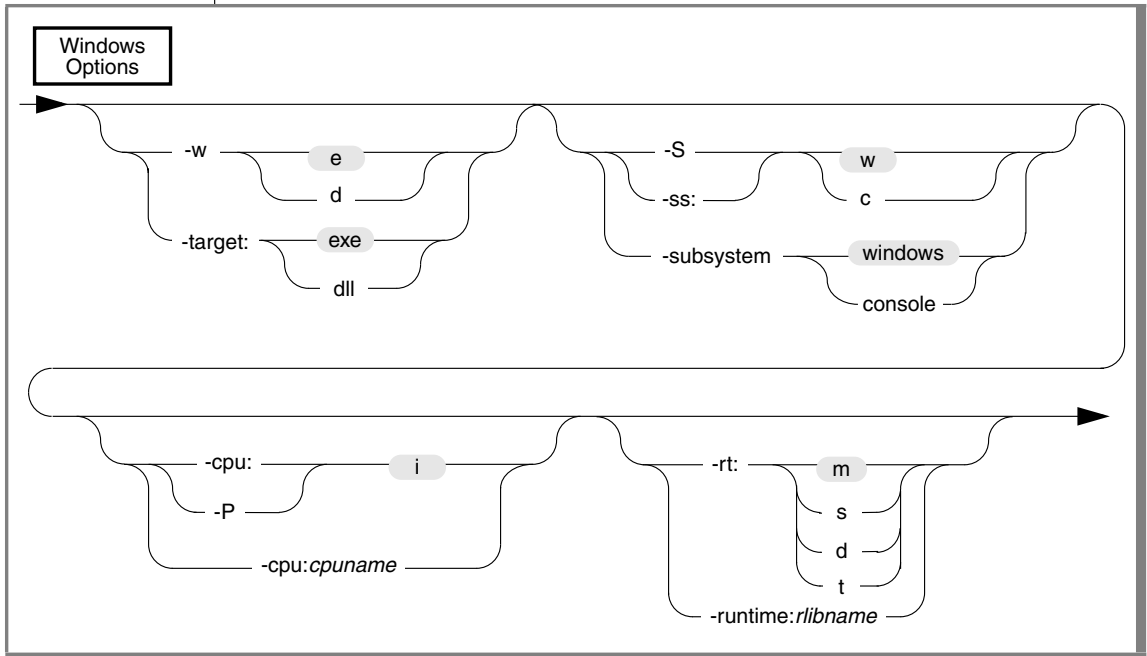 Windows
Options
-w
e
d
-target:
exe
dll
-S
-ss:
w
c
-subsystem
windows
console
-cpu:
-P
i
-cpu:cpuname
-rt:
m
s
d
t
-runtime:rlibname